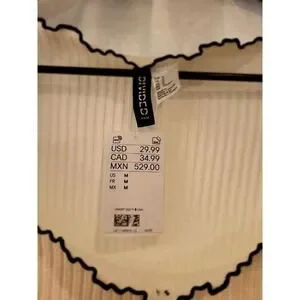 DIVIDED
L
USD 29.99
CAD 34.99
MXN 529.00
US M
FR M
MX M